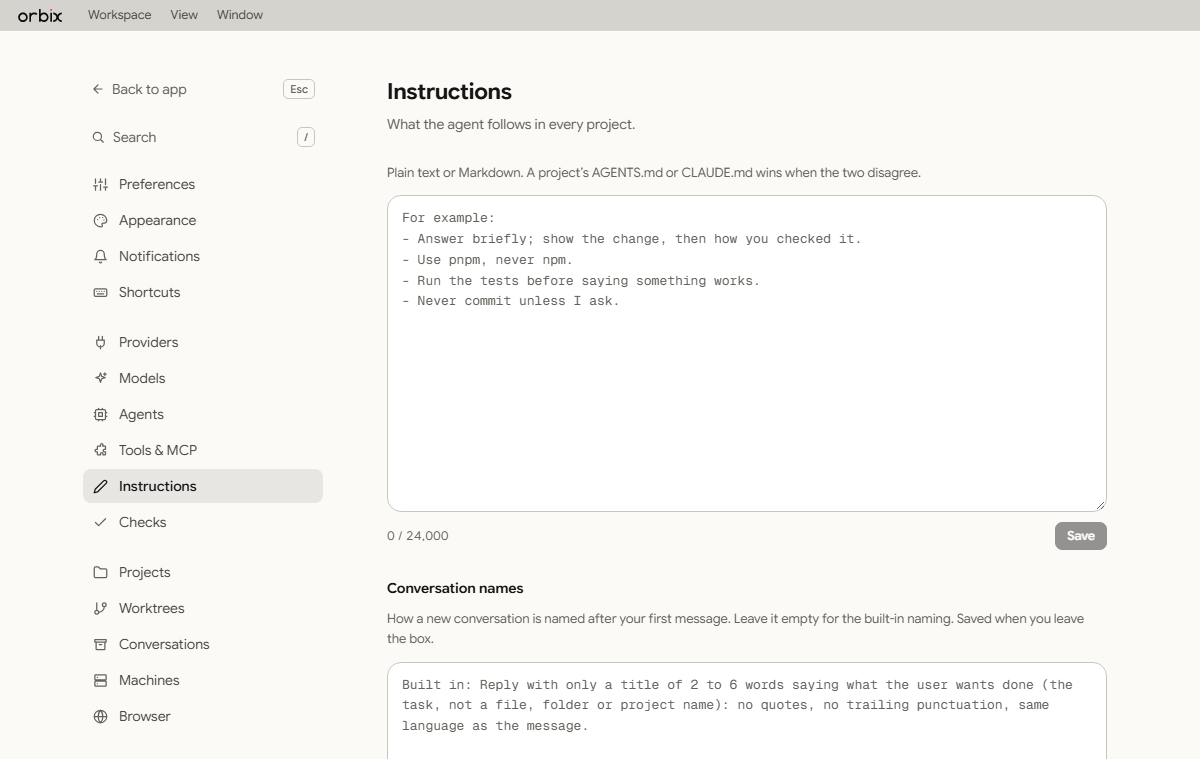 orbix
Workspace
View
Window
Back to app
Esc
Search
/
Preferences
Appearance
Notifications
Shortcuts
Providers
Models
Agents
Tools & MCP
Instructions
Checks
Projects
Worktrees
Conversations
Machines
Browser
Instructions
What the agent follows in every project.
Plain text or Markdown. A project's AGENTS.md or CLAUDE.md wins when the two disagree.
For example:
- Answer briefly; show the change, then how you checked it.
- Use pnpm, never npm.
- Run the tests before saying something works.
- Never commit unless I ask.
0 / 24,000
Save
Conversation names
How a new conversation is named after your first message. Leave it empty for the built-in naming. Saved when you leave
the box.
Built in: Reply with only a title of 2 to 6 words saying what the user wants done (the
task, not a file, folder or project name): no quotes, no trailing punctuation, same
language as the message.